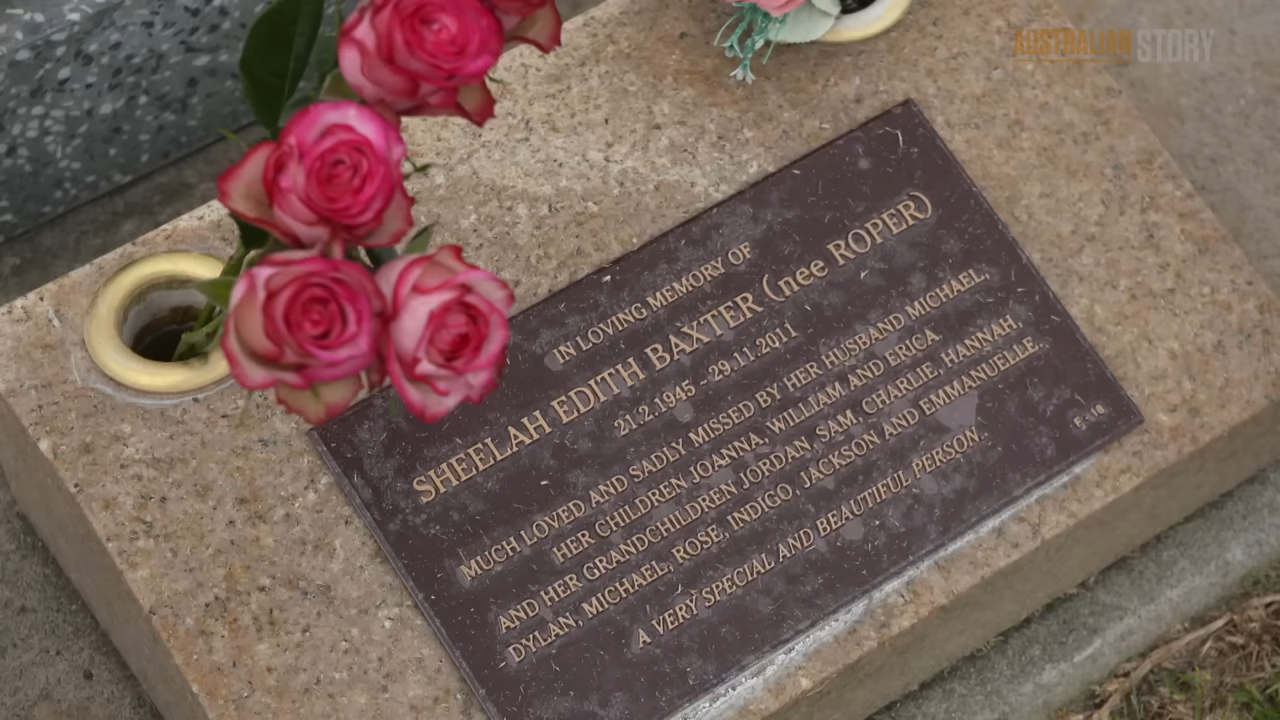 AUSTRALIAN STORY
IN LOVING MEMORY OF
SHEELAH EDITH BAXTER (nee ROPER)
21.2.1945 - 29.11.2011
MUCH LOVED AND SADLY MISSED BY HER HUSBAND MICHAEL,
HER CHILDREN JOANNA, WILLIAM AND ERICA
AND HER GRANDCHILDREN JORDAN, SAM, CHARLIE, HANNAH,
DYLAN, MICHAEL, ROSE, INDIGO, JACKSON AND EMMANUELLE.
A VERY SPECIAL AND BEAUTIFUL PERSON..
F-18